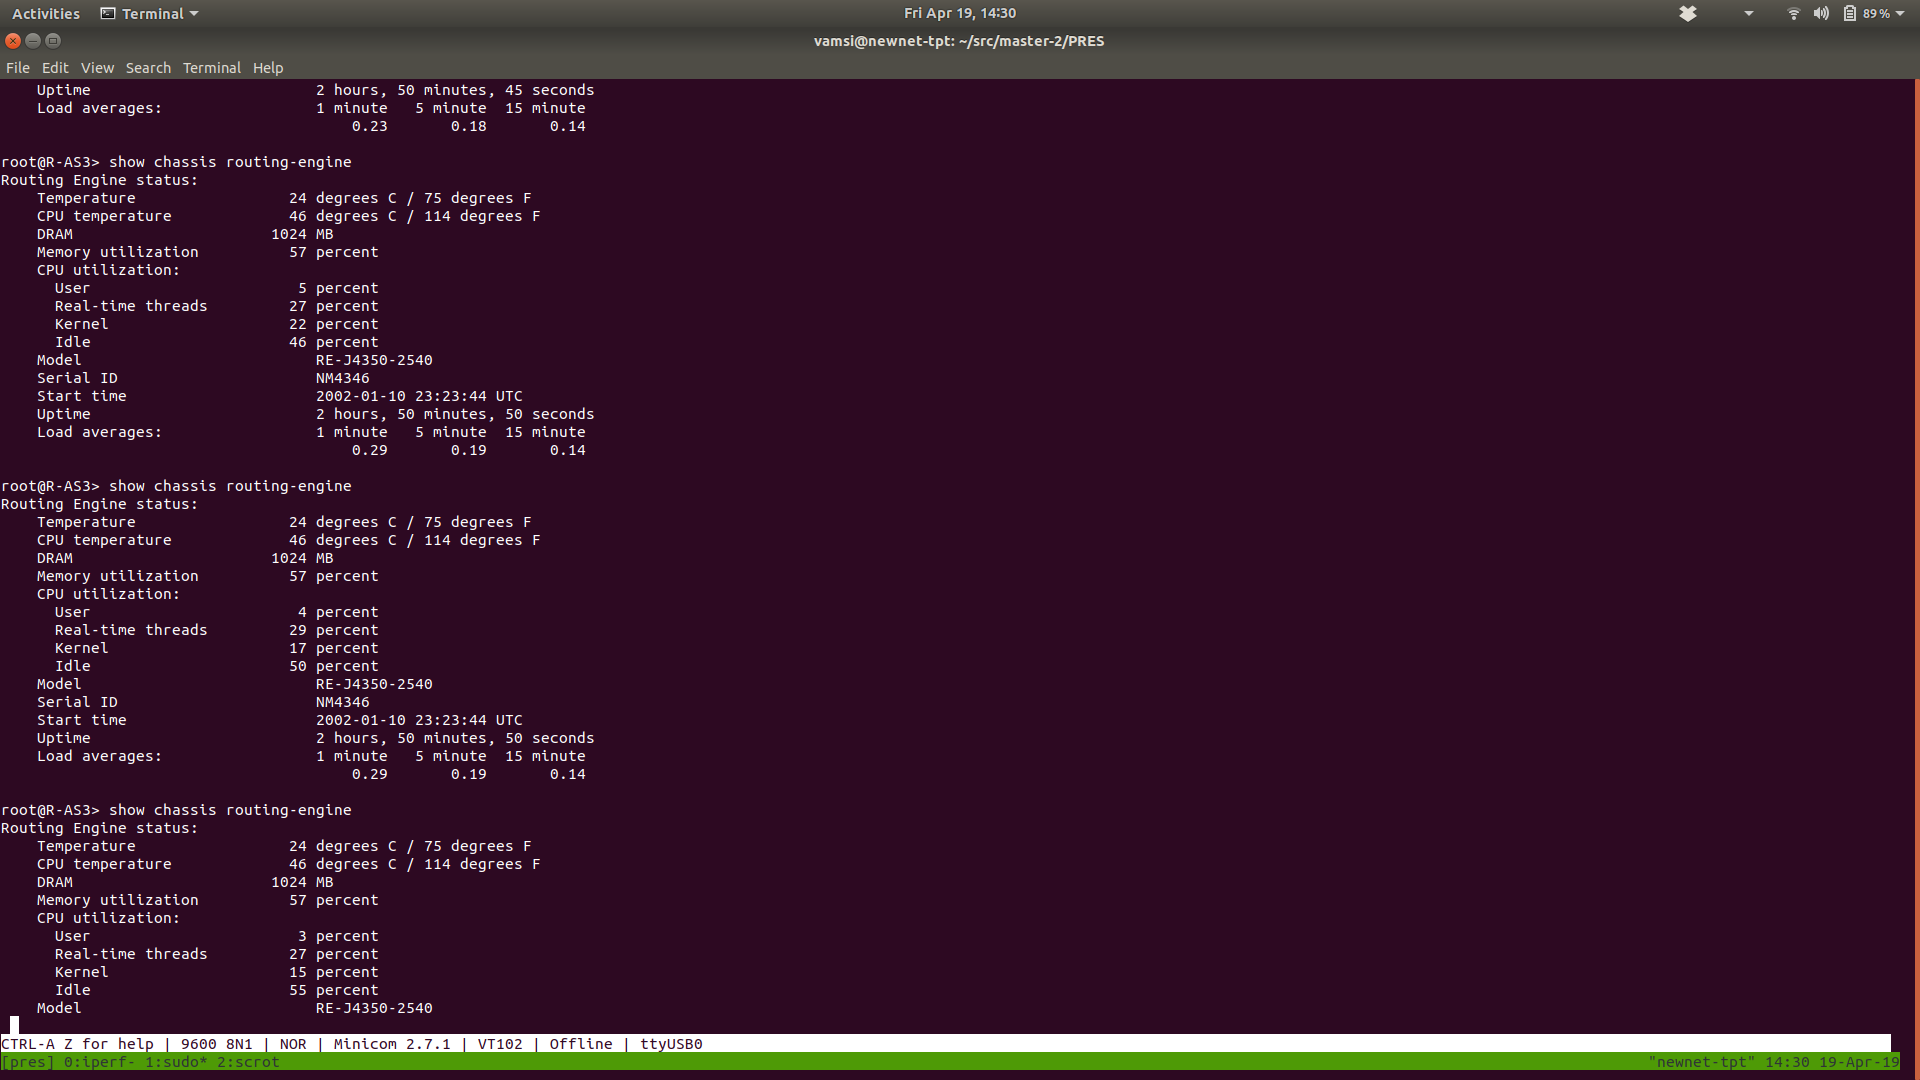 Activities Terminal Fri Apr 19, 14:30 89 %
vamsi@newnet-tpt: ~/src/master-2/PRES
File Edit View Search Terminal Help
    Uptime                         2 hours, 50 minutes, 45 seconds
    Load averages:                 1 minute   5 minute  15 minute
                                       0.23       0.18       0.14
root@R-AS3> show chassis routing-engine
Routing Engine status:
    Temperature                 24 degrees C / 75 degrees F
    CPU temperature             46 degrees C / 114 degrees F
    DRAM                      1024 MB
    Memory utilization          57 percent
    CPU utilization:
      User                       5 percent
      Real-time threads         27 percent
      Kernel                    22 percent
      Idle                      46 percent
    Model                          RE-J4350-2540
    Serial ID                      NM4346
    Start time                     2002-01-10 23:23:44 UTC
    Uptime                         2 hours, 50 minutes, 50 seconds
    Load averages:                 1 minute   5 minute  15 minute
                                       0.29       0.19       0.14
root@R-AS3> show chassis routing-engine
Routing Engine status:
    Temperature                 24 degrees C / 75 degrees F
    CPU temperature             46 degrees C / 114 degrees F
    DRAM                      1024 MB
    Memory utilization          57 percent
    CPU utilization:
      User                       4 percent
      Real-time threads         29 percent
      Kernel                    17 percent
      Idle                      50 percent
    Model                          RE-J4350-2540
    Serial ID                      NM4346
    Start time                     2002-01-10 23:23:44 UTC
    Uptime                         2 hours, 50 minutes, 50 seconds
    Load averages:                 1 minute   5 minute  15 minute
                                       0.29       0.19       0.14
root@R-AS3> show chassis routing-engine
Routing Engine status:
    Temperature                 24 degrees C / 75 degrees F
    CPU temperature             46 degrees C / 114 degrees F
    DRAM                      1024 MB
    Memory utilization          57 percent
    CPU utilization:
      User                       3 percent
      Real-time threads         27 percent
      Kernel                    15 percent
      Idle                      55 percent
    Model                          RE-J4350-2540
CTRL-A Z for help | 9600 8N1 | NOR | Minicom 2.7.1 | VT102 | Offline | ttyUSB0
[pres] 0:iperf- 1:sudo* 2:scrot "newnet-tpt" 14:30 19-Apr-19